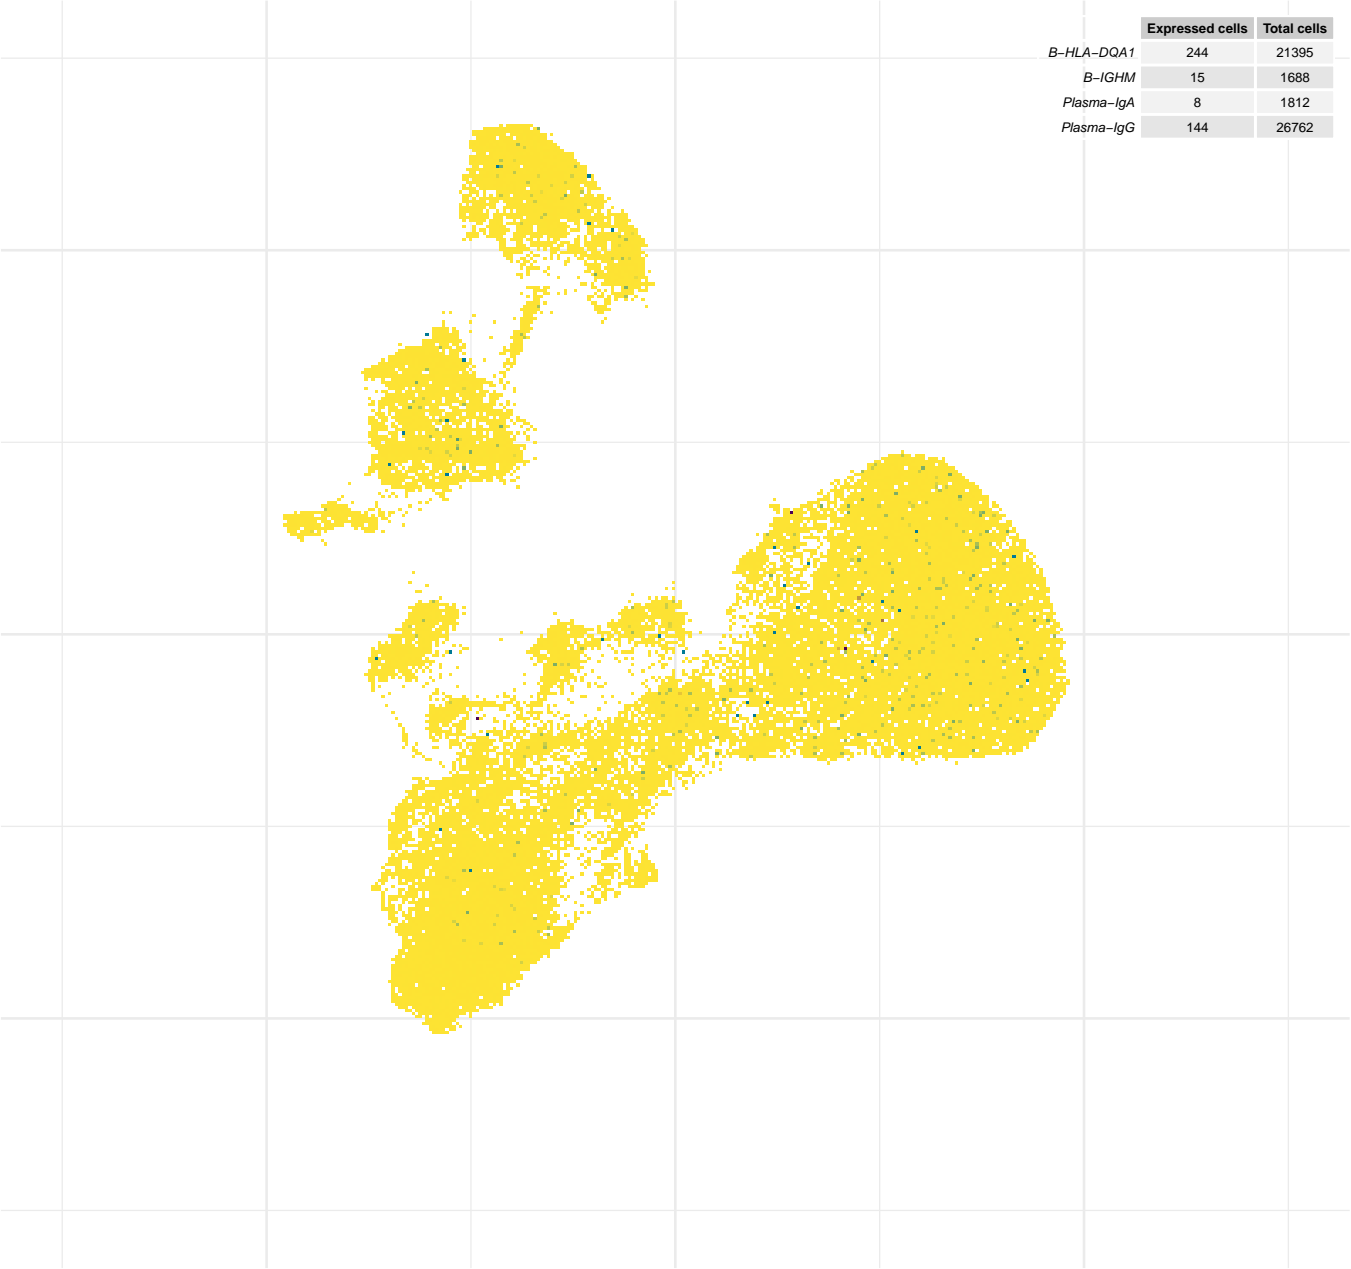 Expressed cells Total cells
B−HLA−DQA1 244 21395
B−IGHM 15 1688
Plasma−IgA 8 1812
Plasma−IgG 144 26762